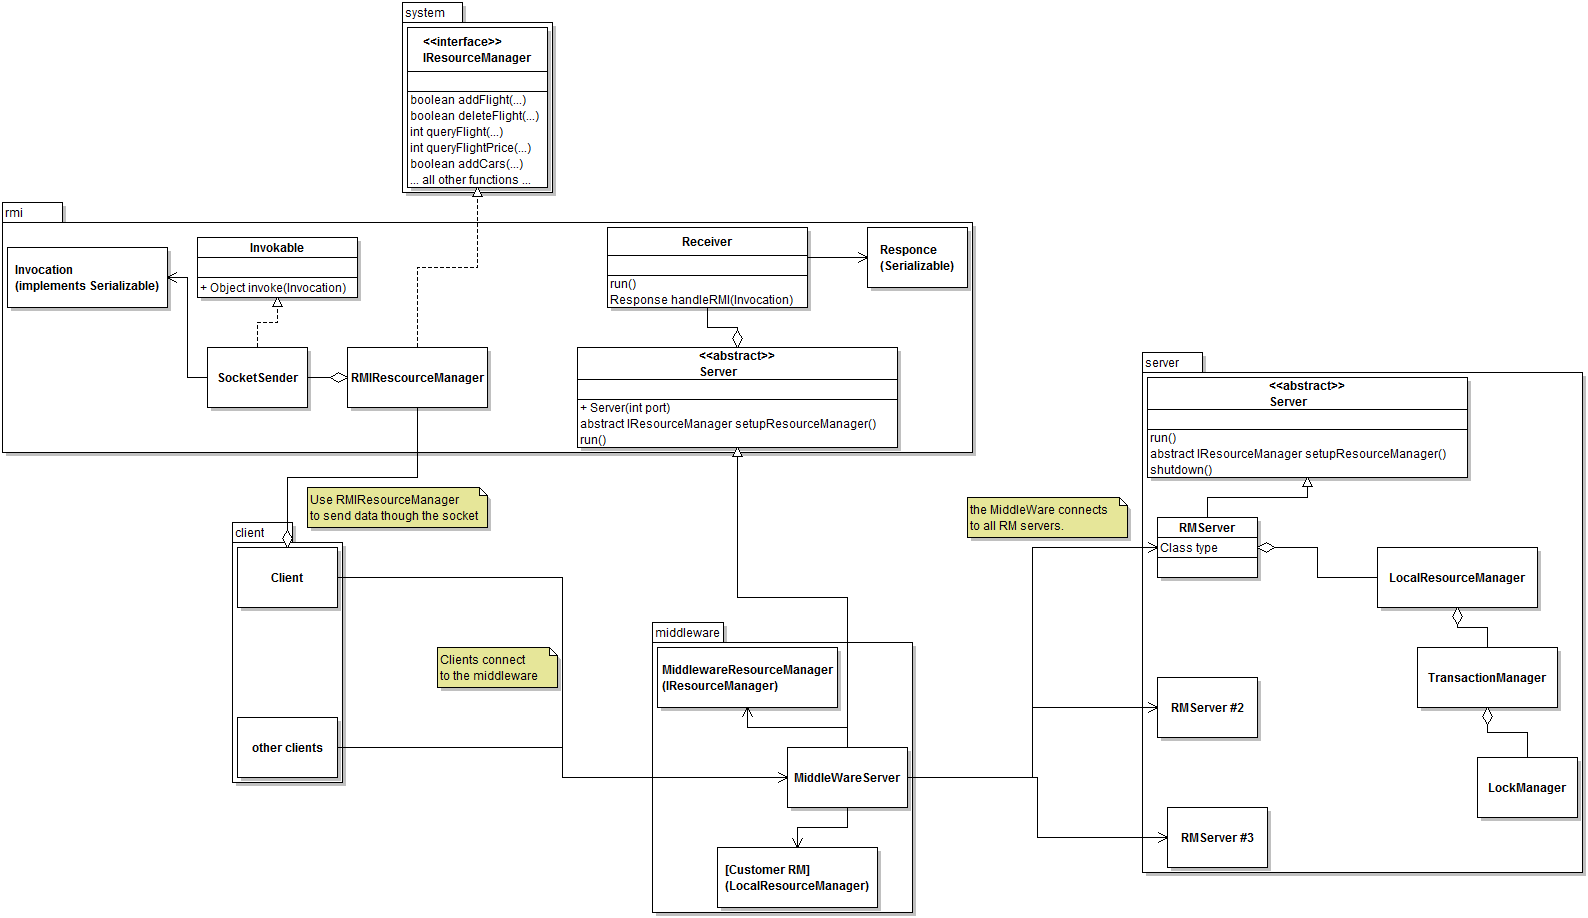 system
<<interface>>
IResourceManager
boolean addFlight(...)
boolean deleteFlight(...)
int queryFlight(...)
int queryFlightPrice(...)
boolean addCars(...)
... all other functions ...
rmi
Invocation
(implements Serializable)
Invokable
+ Object invoke(Invocation)
Receiver
run()
Response handleRMI(Invocation)
Responce
(Serializable)
SocketSender
RMIRescourceManager
<<abstract>>
Server
+ Server(int port)
abstract IResourceManager setupResourceManager()
run()
Use RMIResourceManager
to send data though the socket
client
Client
other clients
Clients connect
to the middleware
middleware
MiddlewareResourceManager
(IResourceManager)
MiddleWareServer
[Customer RM]
(LocalResourceManager)
the MiddleWare connects
to all RM servers.
server
<<abstract>>
Server
run()
abstract IResourceManager setupResourceManager()
shutdown()
RMServer
Class type
LocalResourceManager
TransactionManager
LockManager
RMServer #2
RMServer #3